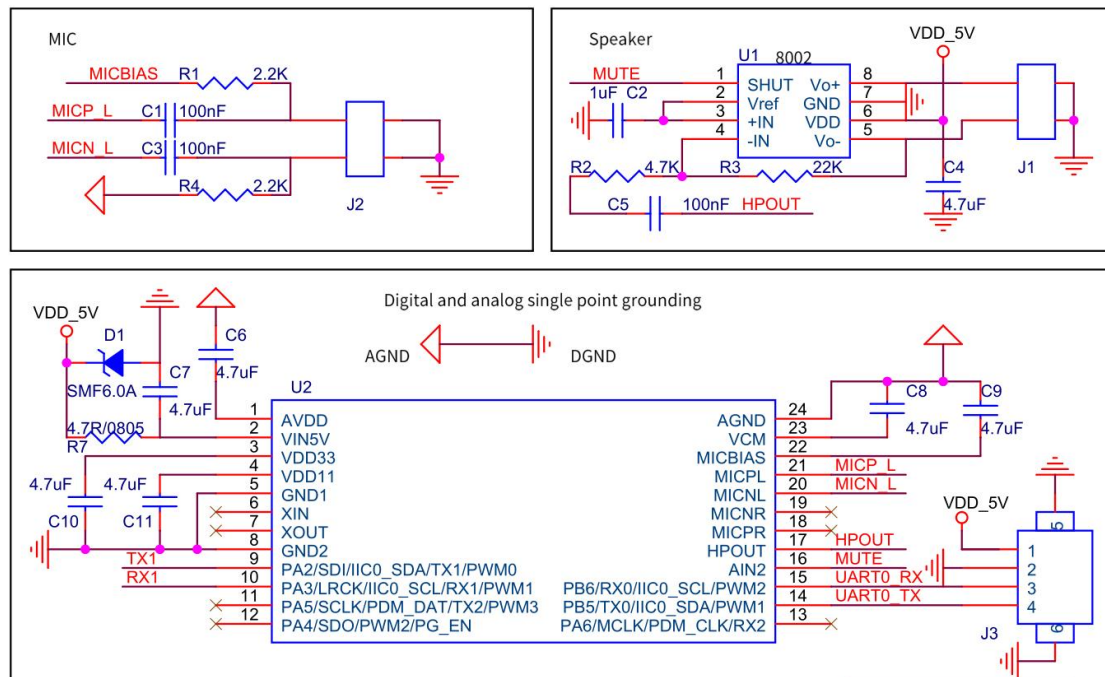 MIC
MICBIAS R1 2.2K
MICP_L C1 100nF
MICN_L C3 100nF
R4 2.2K
J2
Speaker
VDD_5V
U1 8002
MUTE 1 SHUT Vo+ 8
1uF C2 2 Vref GND 7
3 +IN VDD 6
4 -IN Vo- 5
R2 4.7K R3 22K
C4
4.7uF
J1
C5 100nF HPOUT
Digital and analog single point grounding
AGND DGND
VDD_5V
D1
SMF6.0A
C7
4.7uF
C6
4.7uF
4.7R/0805
R7
4.7uF
C10
4.7uF
C11
U2
1 AVDD
2 VIN5V
3 VDD33
4 VDD11
5 GND1
6 XIN
7 XOUT
8 GND2
TX1 9 PA2/SDI/IIC0_SDA/TX1/PWM0
RX1 10 PA3/LRCK/IIC0_SCL/RX1/PWM1
11 PA5/SCLK/PDM_DAT/TX2/PWM3
12 PA4/SDO/PWM2/PG_EN
AGND 24
VCM 23
MICBIAS 22
MICPL 21 MICP_L
MICNL 20 MICN_L
MICNR 19
MICPR 18
HPOUT 17 HPOUT
AIN2 16 MUTE
PB6/RX0/IIC0_SCL/PWM2 15 UART0_RX
PB5/TX0/IIC0_SDA/PWM1 14 UART0_TX
PA6/MCLK/PDM_CLK/RX2 13
C8
4.7uF
C9
4.7uF
VDD_5V
5
1
2
3
4
6
J3